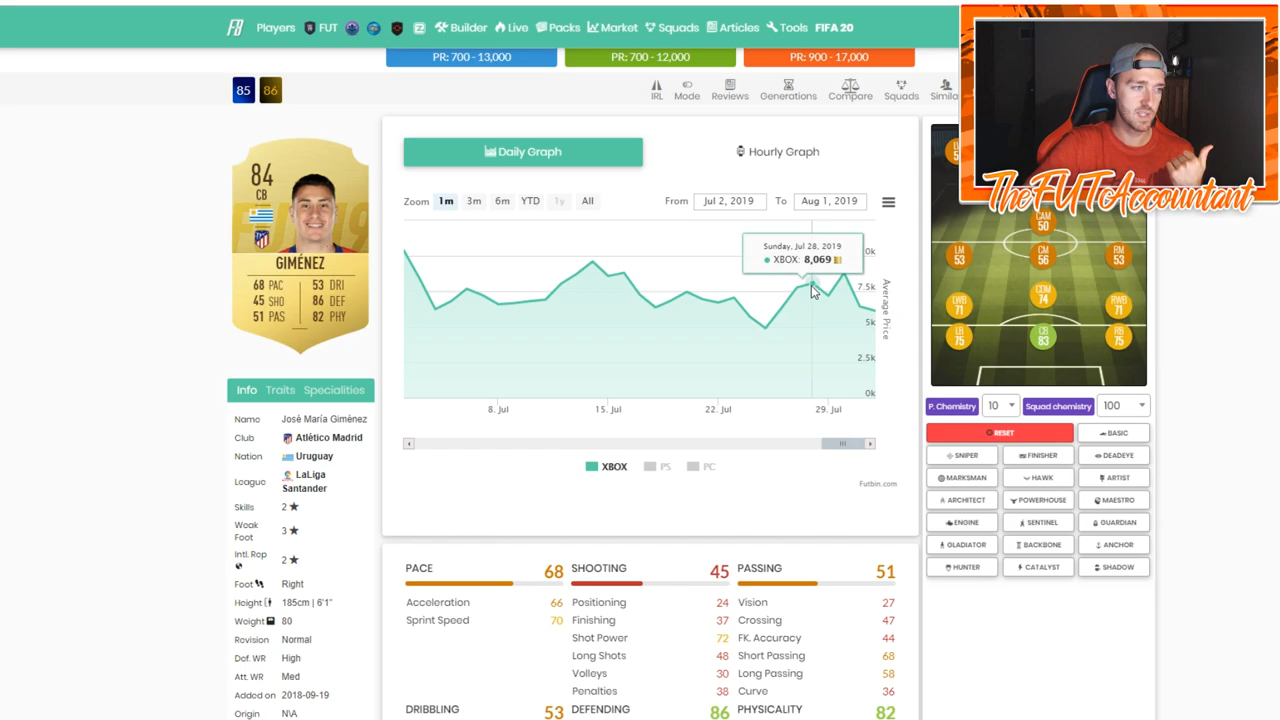 FB Players FUT Builder Live Packs Market Squads Articles Tools FIFA 20
PR: 700 - 13,000 PR: 700 - 12,000 PR: 900 - 17,000
85 86
IRL Mode Reviews Generations Compare Squads Simila
84
CB
GIMÉNEZ
68 PAC 53 DRI
45 SHO 86 DEF
51 PAS 82 PHY
Daily Graph Hourly Graph
Zoom 1m 3m 6m YTD 1y All From Jul 2, 2019 To Aug 1, 2019
Sunday, Jul 28, 2019
XBOX: 8,069
0k
7.5k
5k
2.5k
0k
Average Price
8. Jul 15. Jul 22. Jul 29. Jul
XBOX PS PC
Futbin.com
TheFUTAccountant
CAM
50
LM
53
CM
56
RM
53
LWB
71
CDM
74
RWB
71
LB
75
CB
83
RB
75
P. Chemistry 10 Squad chemistry 100
RESET BASIC
SNIPER FINISHER DEADEYE
MARKSMAN HAWK ARTIST
ARCHITECT POWERHOUSE MAESTRO
ENGINE SENTINEL GUARDIAN
GLADIATOR BACKBONE ANCHOR
HUNTER CATALYST SHADOW
Info Traits Specialities
Name José María Giménez
Club Atlético Madrid
Nation Uruguay
League LaLiga Santander
Skills 2
Weak Foot 3
Intl. Rep 2
Foot Right
Height 185cm | 6'1"
Weight 80
Revision Normal
Def. WR High
Att. WR Med
Added on 2018-09-19
Origin N\A
PACE 68
Acceleration 66
Sprint Speed 70
SHOOTING 45
Positioning 24
Finishing 37
Shot Power 72
Long Shots 48
Volleys 30
Penalties 38
PASSING 51
Vision 27
Crossing 47
FK. Accuracy 44
Short Passing 68
Long Passing 58
Curve 36
DRIBBLING 53 DEFENDING 86 PHYSICALITY 82